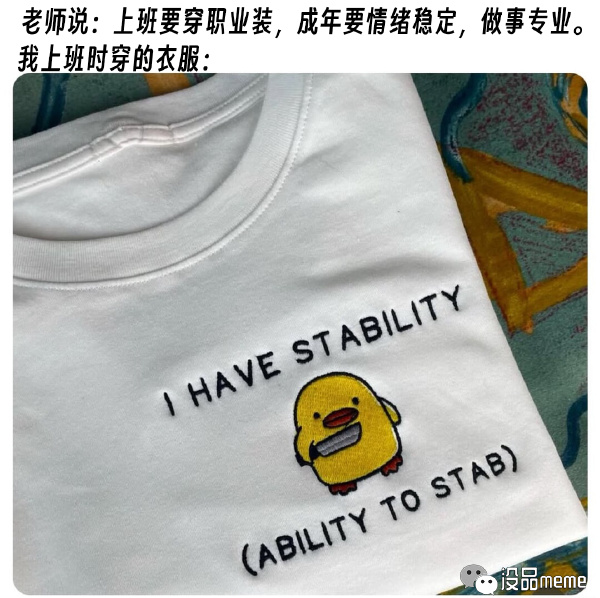 老师说：上班要穿职业装，成年要情绪稳定，做事专业。
我上班时穿的衣服：
I HAVE STABILITY
(ABILITY TO STAB)
没品meme